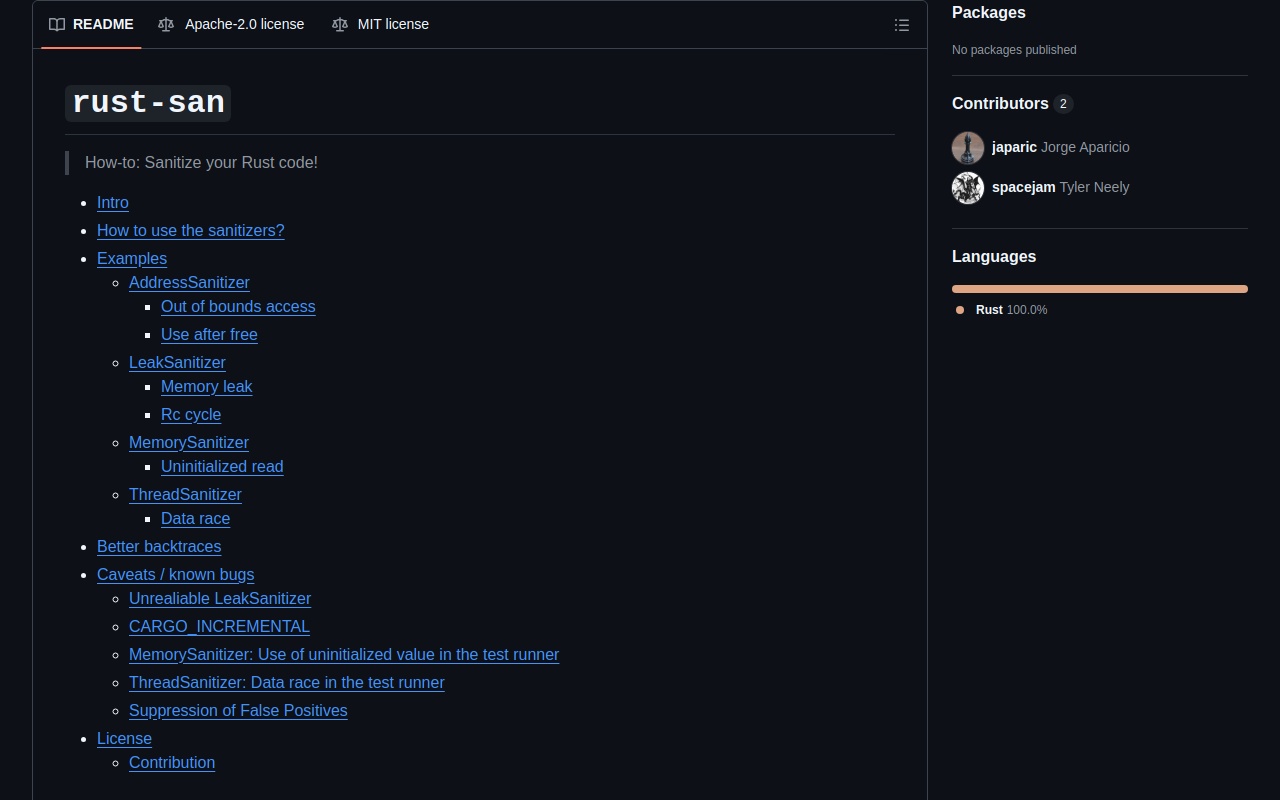 README
Apache-2.0 license
MIT license
rust-san
How-to: Sanitize your Rust code!
Intro
How to use the sanitizers?
Examples
AddressSanitizer
Out of bounds access
Use after free
LeakSanitizer
Memory leak
Rc cycle
MemorySanitizer
Uninitialized read
ThreadSanitizer
Data race
Better backtraces
Caveats / known bugs
Unrealiable LeakSanitizer
CARGO_INCREMENTAL
MemorySanitizer: Use of uninitialized value in the test runner
ThreadSanitizer: Data race in the test runner
Suppression of False Positives
License
Contribution
Packages
No packages published
Contributors 2
japaric Jorge Aparicio
spacejam Tyler Neely
Languages
Rust 100.0%